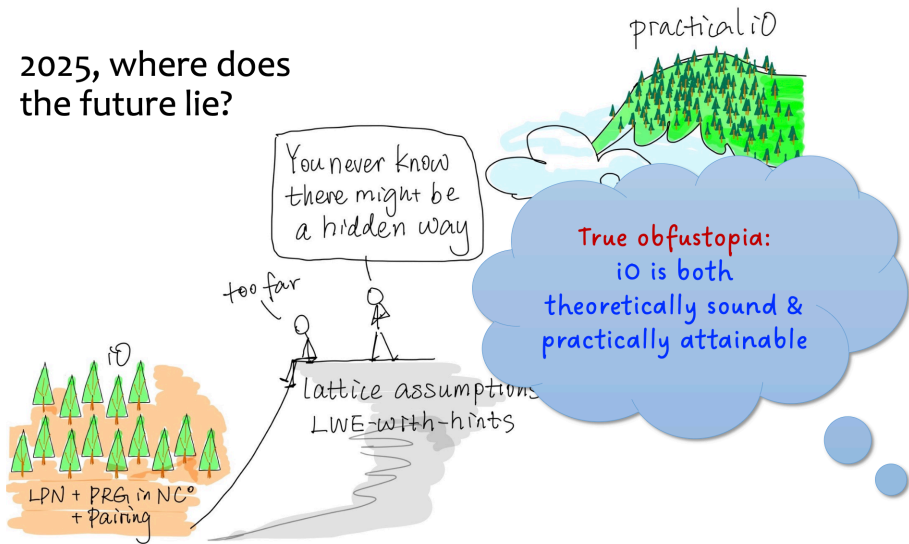 2025, where does
the future lie?
practical iO
You never know
there might be
a hidden way
True obfustopia:
iO is both
theoretically sound &
practically attainable
too far
iO
lattice assumptions
LWE-with-hints
LPN + PRG in NC⁰
+ Pairing